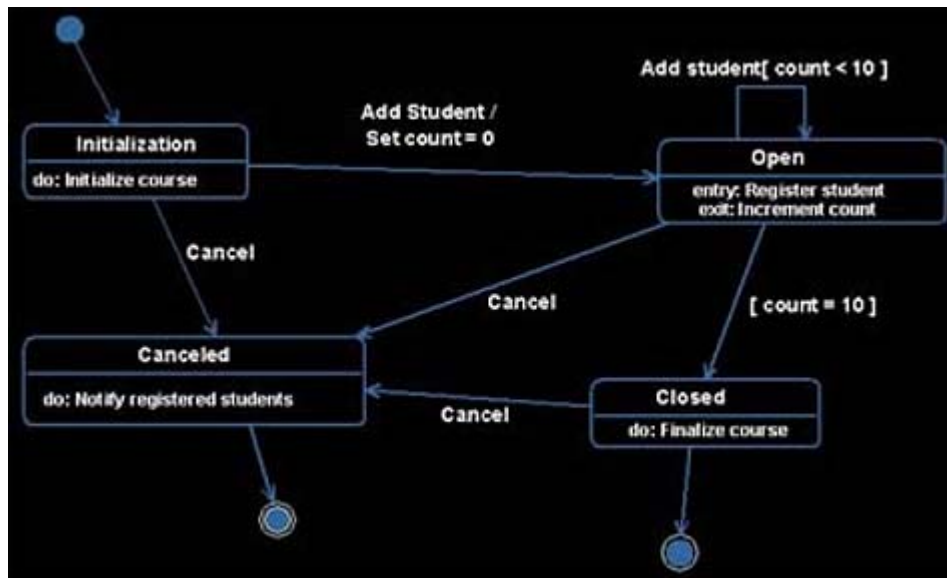 Add student[ count < 10 ]
Add Student /
Set count = 0
Initialization
do: Initialize course
Open
entry: Register student
exit: Increment count
Cancel
Cancel
[ count = 10 ]
Canceled
do: Notify registered students
Closed
do: Finalize course
Cancel